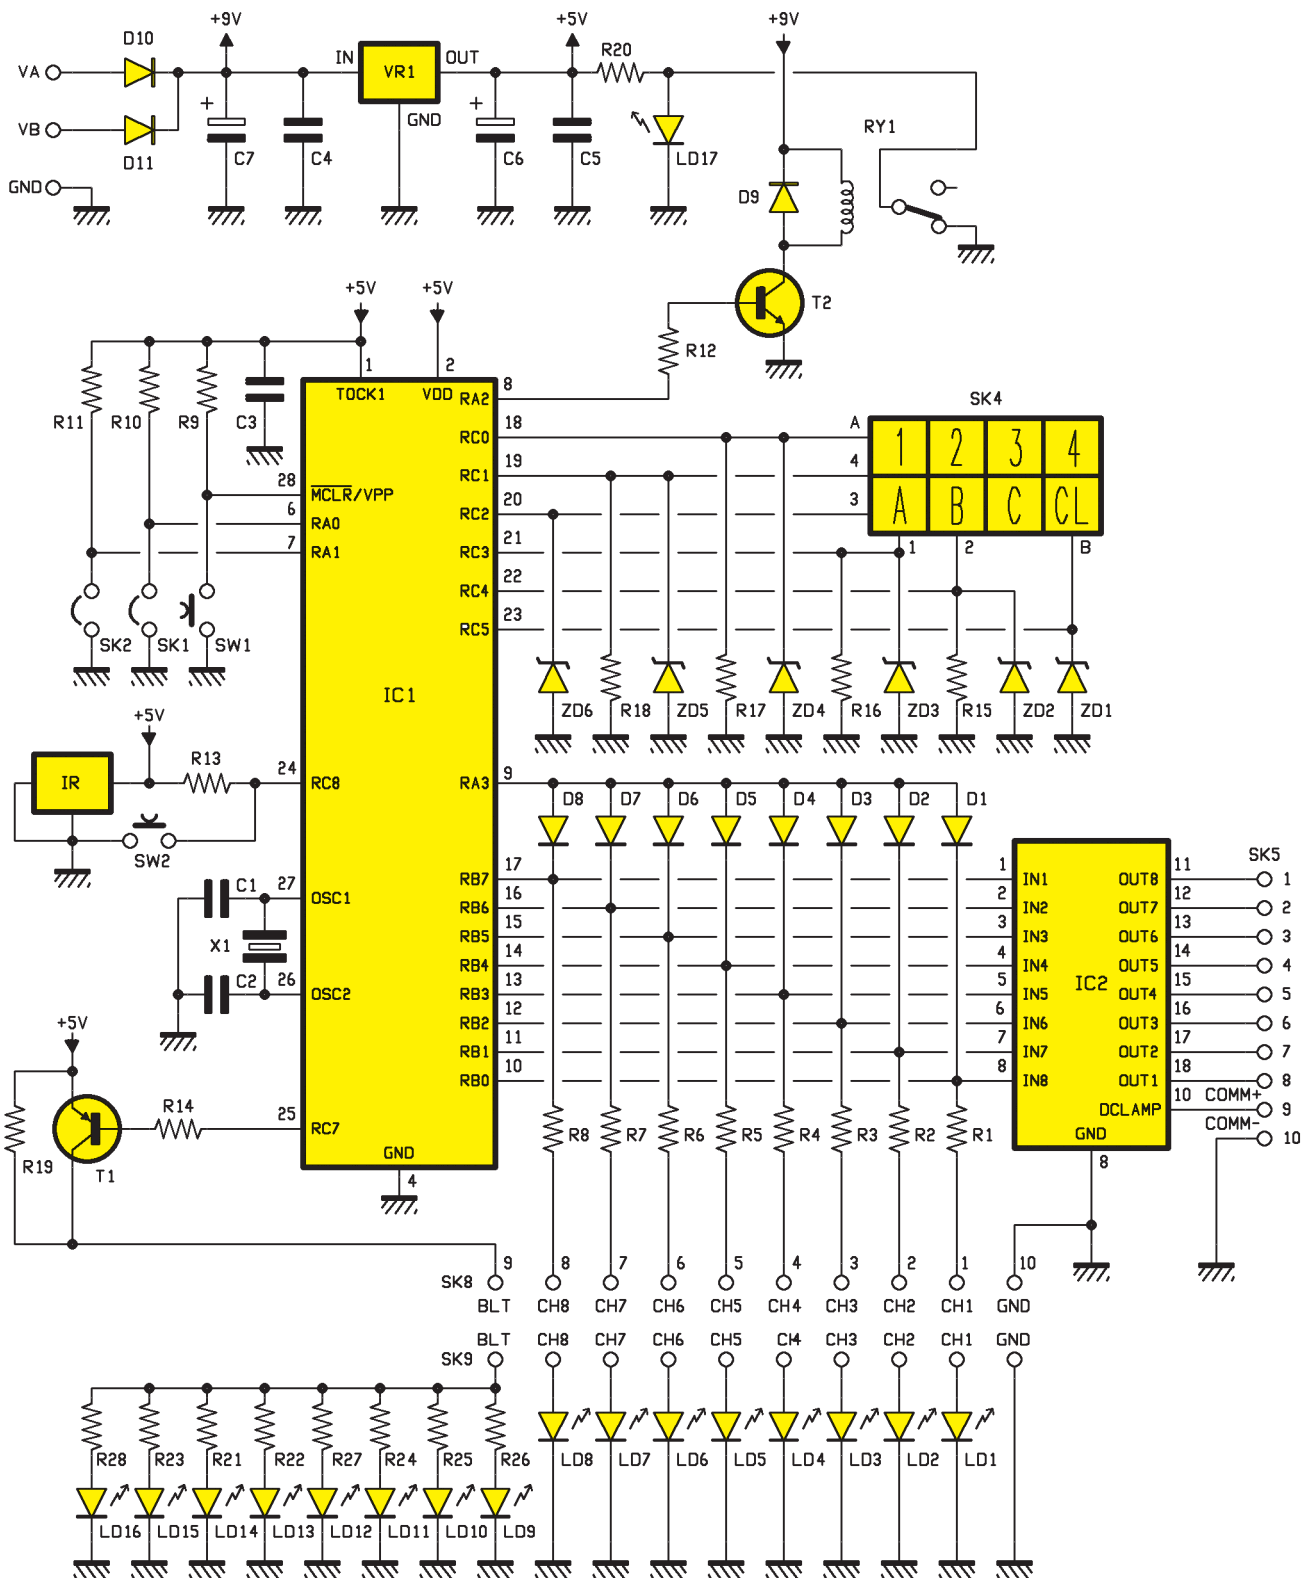 +9V +5V +9V
D10 IN OUT R20
VA VR1
+ + GND RY1
VB
D11 C7 C4 C6 C5 LD17
GND D9
+5V +5V T2
R12
1 2 8
TOCK1 VDD RA2 SK4
R11 R10 R9 C3 18 A
RC0 1 2 3 4
19 4
28 RC1
MCLR/VPP 20 3
6 RC2 A B C CL
RA0 21 1 2 B
7 RC3
RA1 22
RC4
23
RC5
SK2 SK1 SW1
IC1
ZD6 R18 ZD5 R17 ZD4 R16 ZD3 R15 ZD2 ZD1
+5V
R13 24 9
IR RC8 RA3
D8 D7 D6 D5 D4 D3 D2 D1
SW2
17 1 11 SK5
RB7 IN1 OUT8 1
C1 27 16 2 12
OSC1 RB6 IN2 OUT7 2
15 3 13
X1 RB5 IN3 OUT6 3
14 4 14
RB4 IN4 OUT5 4
C2 26 13 5 IC2 15
OSC2 RB3 IN5 OUT4 5
12 6 16
+5V RB2 IN6 OUT3 6
11 7 17
RB1 IN7 OUT2 7
10 8 18
RB0 IN8 OUT1 8
10 COMM+
R14 25 DCLAMP 9
RC7 COMM-
R8 R7 R6 R5 R4 R3 R2 R1 GND 10
GND 8
R19 T1 4
9 8 7 6 5 4 3 2 1 10
SK8
BLT CH8 CH7 CH6 CH5 CH4 CH3 CH2 CH1 GND
BLT CH8 CH7 CH6 CH5 CH4 CH3 CH2 CH1 GND
SK9
R28 R23 R21 R22 R27 R24 R25 R26 LD8 LD7 LD6 LD5 LD4 LD3 LD2 LD1
LD16 LD15 LD14 LD13 LD12 LD11 LD10 LD9